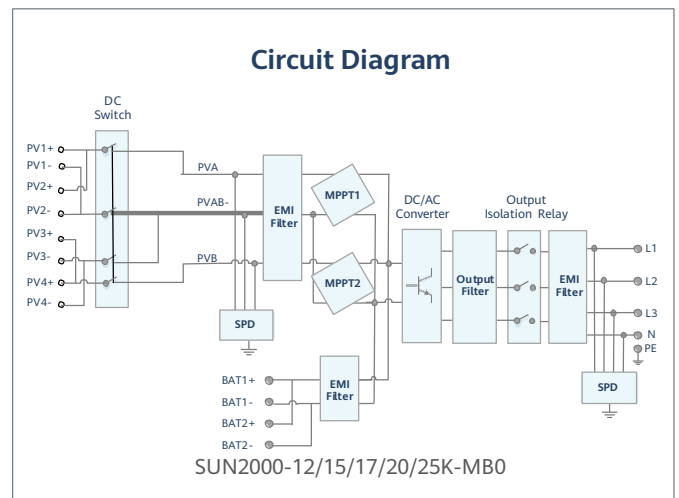 Circuit Diagram
DC
Switch
PV1+
PV1-
PV2+
PV2-
PV3+
PV3-
PV4+
PV4-
PVA
PVAB-
PVB
EMI
Filter
MPPT1
MPPT2
SPD
DC/AC
Converter
Output
Filter
Output
Isolation Relay
EMI
Filter
L1
L2
L3
N
PE
SPD
BAT1+
BAT1-
BAT2+
BAT2-
EMI
Filter
SUN2000-12/15/17/20/25K-MB0